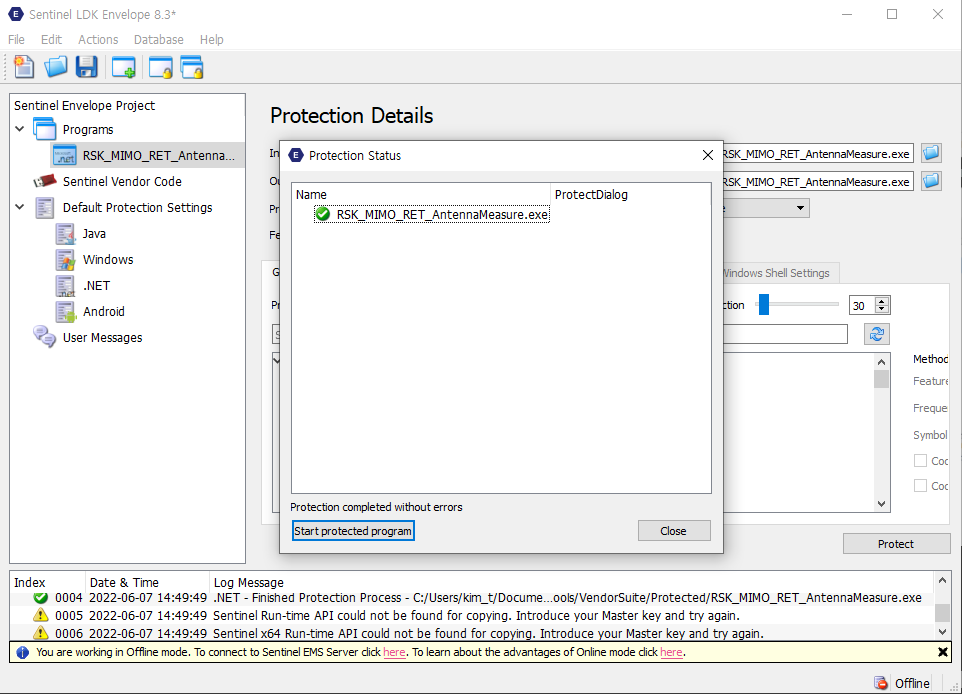 Sentinel LDK Envelope 8.3*
File Edit Actions Database Help
Sentinel Envelope Project
Programs
RSK_MIMO_RET_Antenna...
Sentinel Vendor Code
Default Protection Settings
Java
Windows
.NET
Android
User Messages
Protection Details
RSK_MIMO_RET_AntennaMeasure.exe
RSK_MIMO_RET_AntennaMeasure.exe
Windows Shell Settings
30
Method
Feature
Freque
Symbol
Protect
Protection Status
Name ProtectDialog
RSK_MIMO_RET_AntennaMeasure.exe
Protection completed without errors
Start protected program Close
Index Date & Time Log Message
0004 2022-06-07 14:49:49 .NET - Finished Protection Process - C:/Users/kim_t/Docume...ools/VendorSuite/Protected/RSK_MIMO_RET_AntennaMeasure.exe
0005 2022-06-07 14:49:49 Sentinel Run-time API could not be found for copying. Introduce your Master key and try again.
0006 2022-06-07 14:49:49 Sentinel x64 Run-time API could not be found for copying. Introduce your Master key and try again.
You are working in Offline mode. To connect to Sentinel EMS Server click here. To learn about the advantages of Online mode click here.
Offline